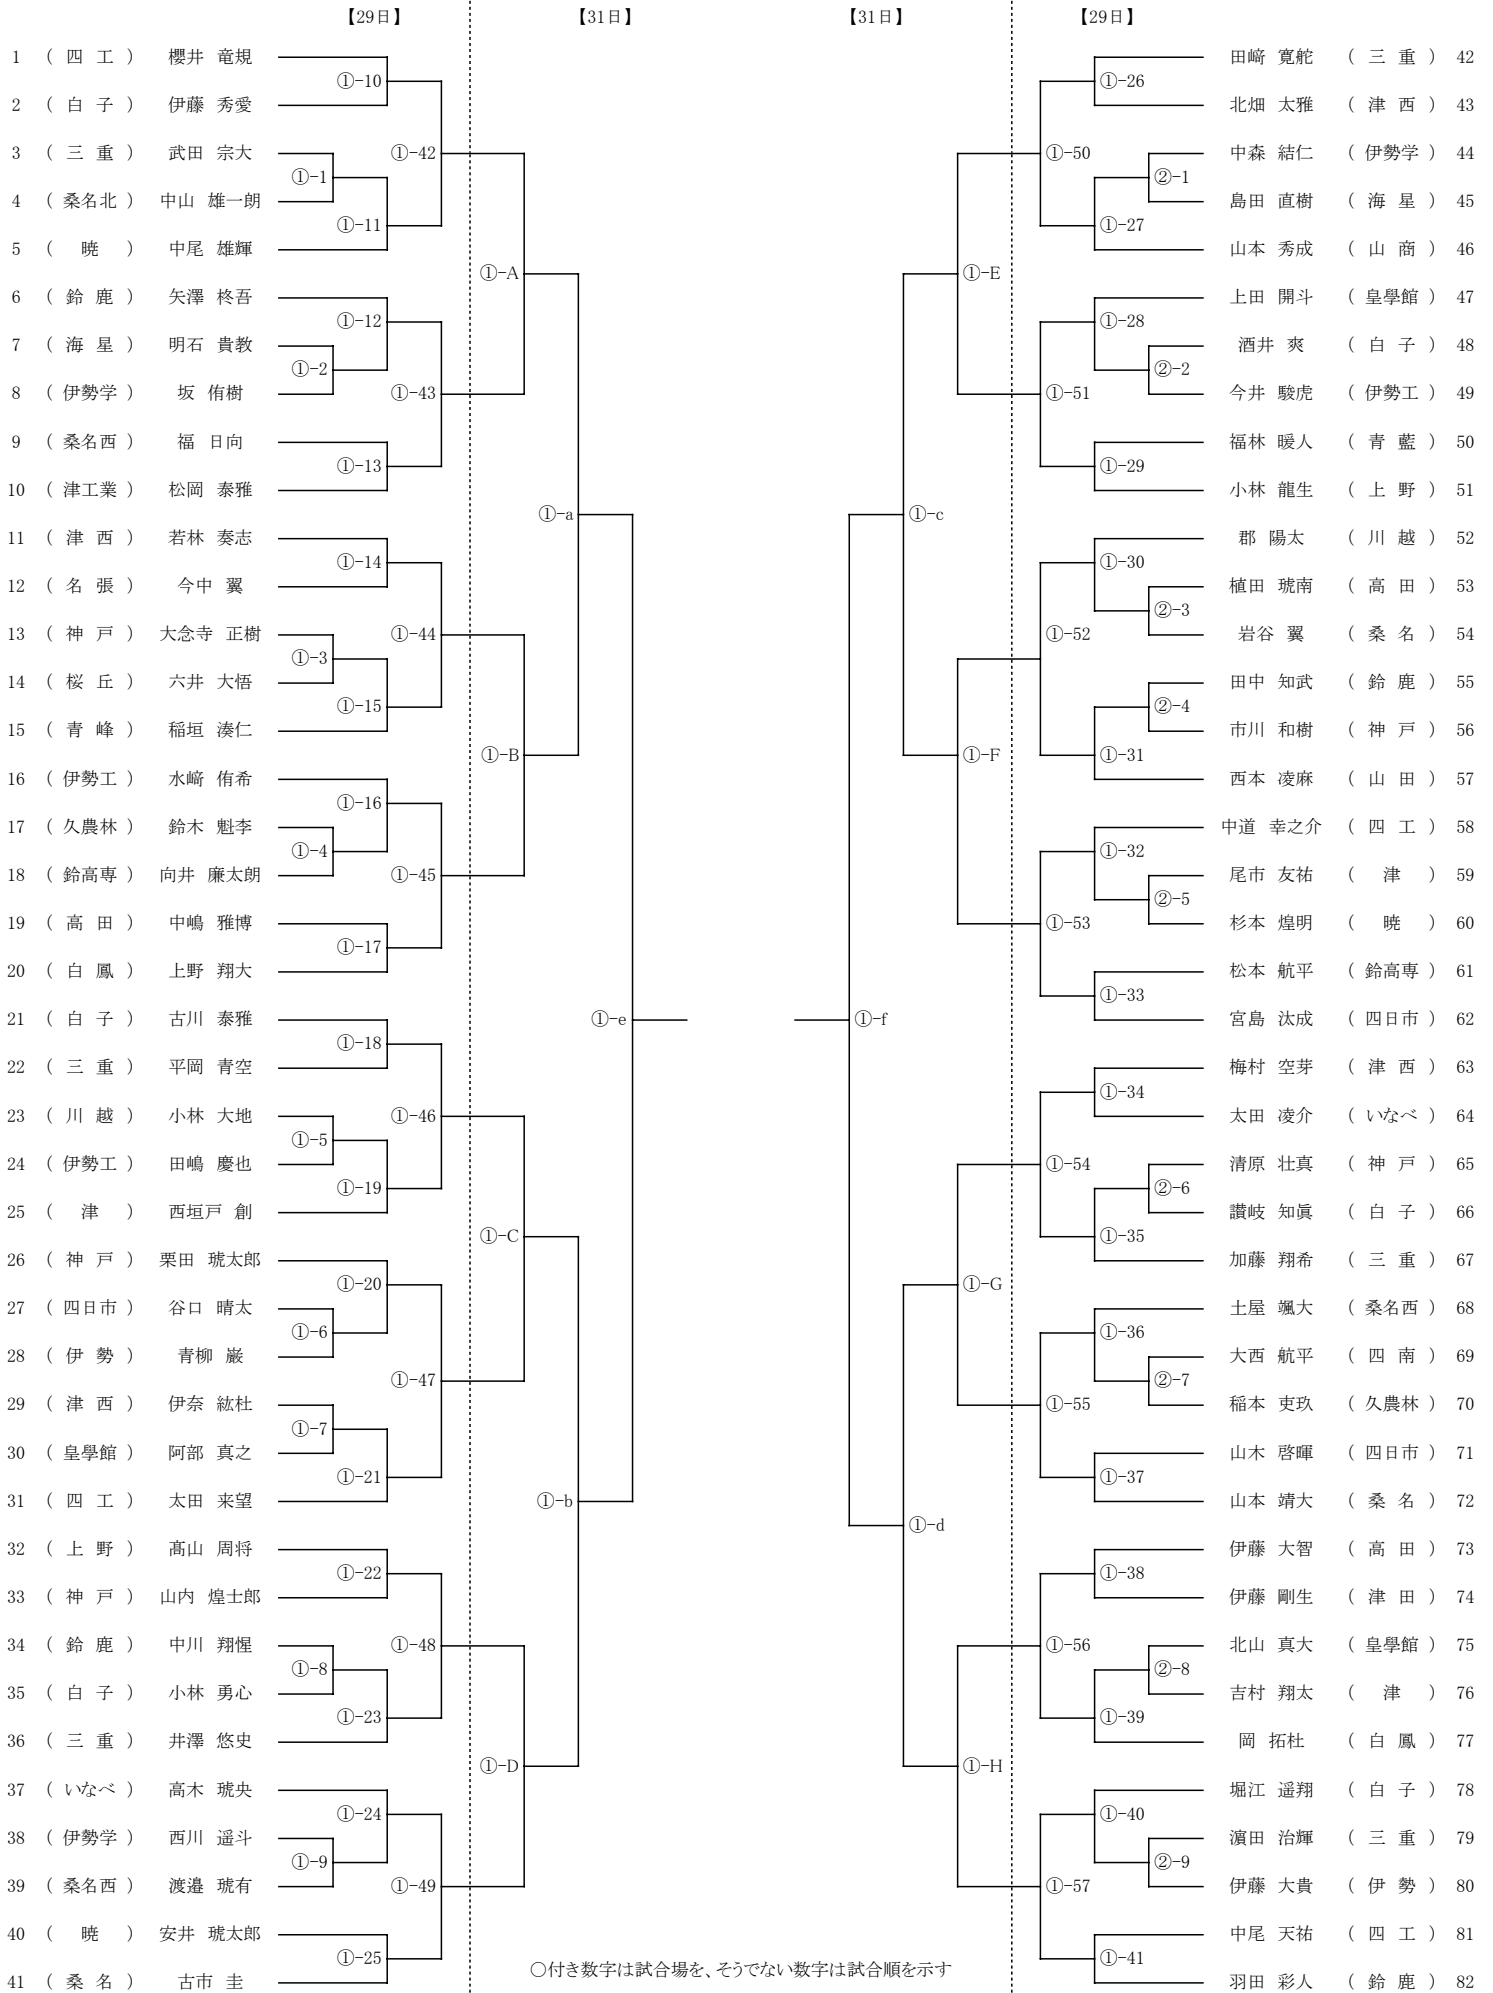 【29日】 【31日】 【31日】 【29日】
1 （ 四 工 ） 櫻井 竜規
2 （ 白 子 ） 伊藤 秀愛
3 （ 三 重 ） 武田 宗大
4 （ 桑名北 ） 中山 雄一朗
5 （ 暁 ） 中尾 雄輝
6 （ 鈴 鹿 ） 矢澤 柊吾
7 （ 海 星 ） 明石 貴教
8 （ 伊勢学 ） 坂 侑樹
9 （ 桑名西 ） 福 日向
10 （ 津工業 ） 松岡 泰雅
11 （ 津 西 ） 若林 奏志
12 （ 名 張 ） 今中 翼
13 （ 神 戸 ） 大念寺 正樹
14 （ 桜 丘 ） 六井 大悟
15 （ 青 峰 ） 稲垣 湊仁
16 （ 伊勢工 ） 水﨑 侑希
17 （ 久農林 ） 鈴木 魁李
18 （ 鈴高専 ） 向井 廉太朗
19 （ 高 田 ） 中嶋 雅博
20 （ 白 鳳 ） 上野 翔大
21 （ 白 子 ） 古川 泰雅
22 （ 三 重 ） 平岡 青空
23 （ 川 越 ） 小林 大地
24 （ 伊勢工 ） 田嶋 慶也
25 （ 津 ） 西垣戸 創
26 （ 神 戸 ） 栗田 琥太郎
27 （ 四日市 ） 谷口 晴太
28 （ 伊 勢 ） 青柳 巌
29 （ 津 西 ） 伊奈 紘杜
30 （ 皇學館 ） 阿部 真之
31 （ 四 工 ） 太田 来望
32 （ 上 野 ） 髙山 周将
33 （ 神 戸 ） 山内 煌士郎
34 （ 鈴 鹿 ） 中川 翔惺
35 （ 白 子 ） 小林 勇心
36 （ 三 重 ） 井澤 悠史
37 （ いなべ ） 高木 琥央
38 （ 伊勢学 ） 西川 遥斗
39 （ 桑名西 ） 渡邉 琥有
40 （ 暁 ） 安井 琥太郎
41 （ 桑 名 ） 古市 圭
①-1
①-2
①-3
①-4
①-5
①-6
①-7
①-8
①-9
①-10
①-11
①-12
①-13
①-14
①-15
①-16
①-17
①-18
①-19
①-20
①-21
①-22
①-23
①-24
①-25
①-42
①-43
①-44
①-45
①-46
①-47
①-48
①-49
①-A
①-B
①-C
①-D
①-a
①-b
①-e
①-f
①-c
①-d
①-E
①-F
①-G
①-H
①-50
①-51
①-52
①-53
①-54
①-55
①-56
①-57
①-26
①-27
①-28
①-29
①-30
①-31
①-32
①-33
①-34
①-35
①-36
①-37
①-38
①-39
①-40
①-41
②-1
②-2
②-3
②-4
②-5
②-6
②-7
②-8
②-9
田﨑 寛舵 （ 三 重 ） 42
北畑 太雅 （ 津 西 ） 43
中森 結仁 （ 伊勢学 ） 44
島田 直樹 （ 海 星 ） 45
山本 秀成 （ 山 商 ） 46
上田 開斗 （ 皇學館 ） 47
酒井 爽 （ 白 子 ） 48
今井 駿虎 （ 伊勢工 ） 49
福林 暖人 （ 青 藍 ） 50
小林 龍生 （ 上 野 ） 51
郡 陽太 （ 川 越 ） 52
植田 琥南 （ 高 田 ） 53
岩谷 翼 （ 桑 名 ） 54
田中 知武 （ 鈴 鹿 ） 55
市川 和樹 （ 神 戸 ） 56
西本 凌麻 （ 山 田 ） 57
中道 幸之介 （ 四 工 ） 58
尾市 友祐 （ 津 ） 59
杉本 煌明 （ 暁 ） 60
松本 航平 （ 鈴高専 ） 61
宮島 汰成 （ 四日市 ） 62
梅村 空芽 （ 津 西 ） 63
太田 凌介 （ いなべ ） 64
清原 壮真 （ 神 戸 ） 65
讃岐 知眞 （ 白 子 ） 66
加藤 翔希 （ 三 重 ） 67
土屋 颯大 （ 桑名西 ） 68
大西 航平 （ 四 南 ） 69
稲本 吏玖 （ 久農林 ） 70
山木 啓暉 （ 四日市 ） 71
山本 靖大 （ 桑 名 ） 72
伊藤 大智 （ 高 田 ） 73
伊藤 剛生 （ 津 田 ） 74
北山 真大 （ 皇學館 ） 75
吉村 翔太 （ 津 ） 76
岡 拓杜 （ 白 鳳 ） 77
堀江 遥翔 （ 白 子 ） 78
濵田 治輝 （ 三 重 ） 79
伊藤 大貴 （ 伊 勢 ） 80
中尾 天祐 （ 四 工 ） 81
羽田 彩人 （ 鈴 鹿 ） 82
○付き数字は試合場を、そうでない数字は試合順を示す